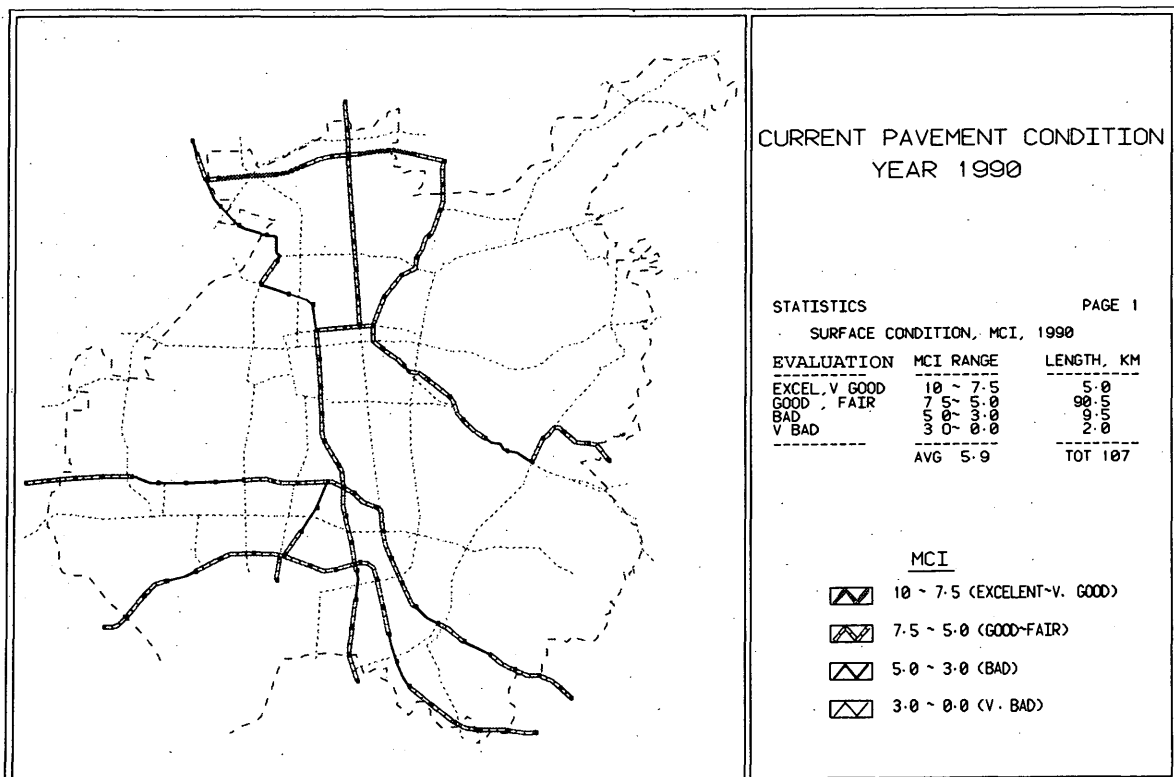 CURRENT PAVEMENT CONDITION
YEAR 1990
STATISTICS PAGE 1
SURFACE CONDITION, MCI, 1990
EVALUATION MCI RANGE LENGTH, KM
EXCEL,V GOOD 10 ~ 7.5 5.0
GOOD , FAIR 7 5~ 5.0 90.5
BAD 5 0~ 3.0 9.5
V BAD 3 0~ 0.0 2.0
AVG 5.9 TOT 107
MCI
10 ~ 7.5 (EXCELLENT~V. GOOD)
7.5 ~ 5.0 (GOOD~FAIR)
5.0 ~ 3.0 (BAD)
3.0 ~ 0.0 (V. BAD)